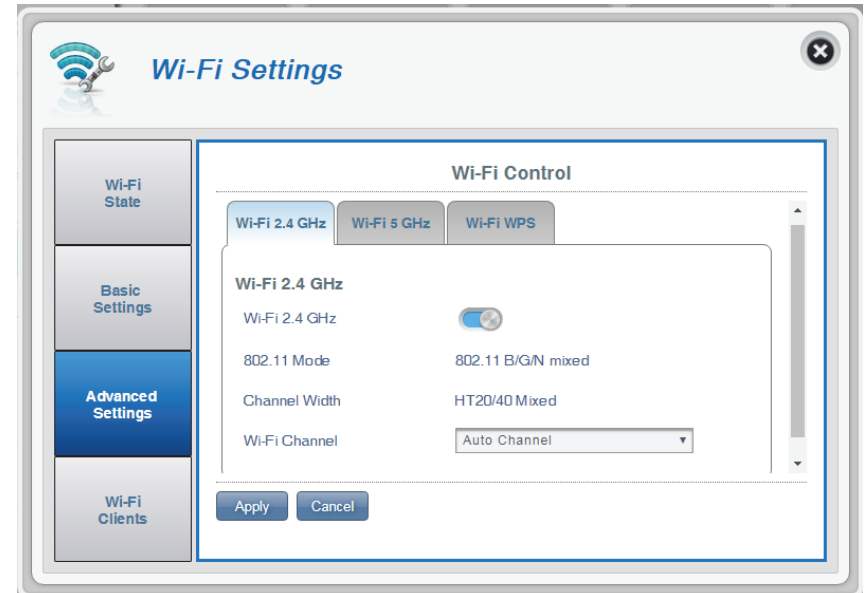 Wi-Fi Settings
Wi-Fi
State
Basic
Settings
Advanced
Settings
Wi-Fi
Clients
Wi-Fi Control
Wi-Fi 2.4 GHz
Wi-Fi 5 GHz
Wi-Fi WPS
Wi-Fi 2.4 GHz
Wi-Fi 2.4 GHz
802.11 Mode 802.11 B/G/N mixed
Channel Width HT20/40 Mixed
Wi-Fi Channel Auto Channel
Apply Cancel